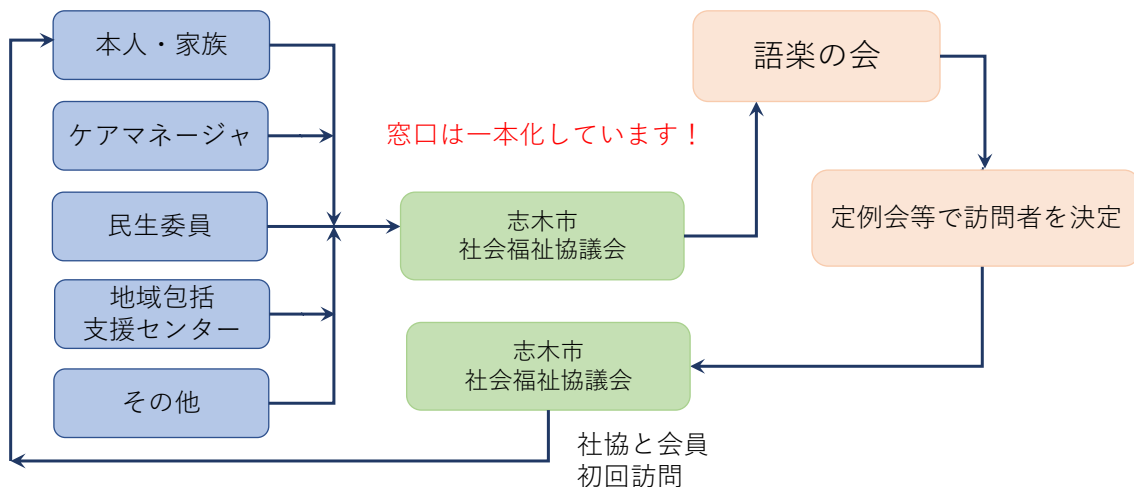 本人・家族
ケアマネージャ
民生委員
地域包括
支援センター
その他
窓口は一本化しています！
志木市
社会福祉協議会
語楽の会
定例会等で訪問者を決定
志木市
社会福祉協議会
社協と会員
初回訪問